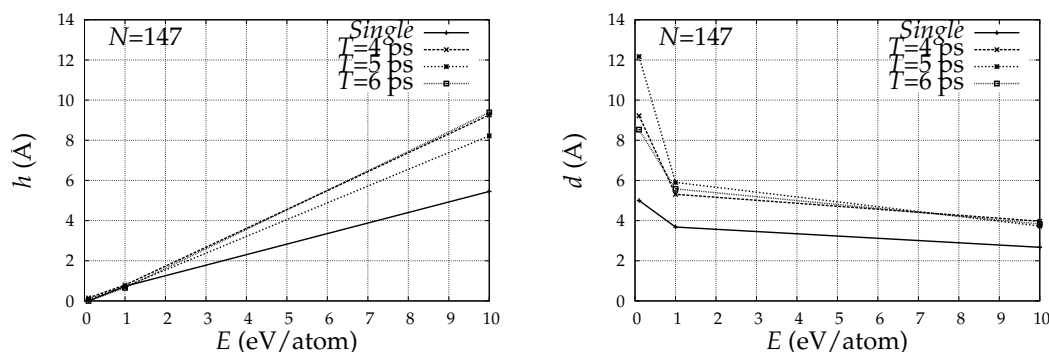 14
12
10
8
6
4
2
0
h (Å)
N=147
Single
T=4 ps
T=5 ps
T=6 ps
0 1 2 3 4 5 6 7 8 9 10
E (eV/atom)
14
12
10
8
6
4
2
0
d (Å)
N=147
Single
T=4 ps
T=5 ps
T=6 ps
0 1 2 3 4 5 6 7 8 9 10
E (eV/atom)